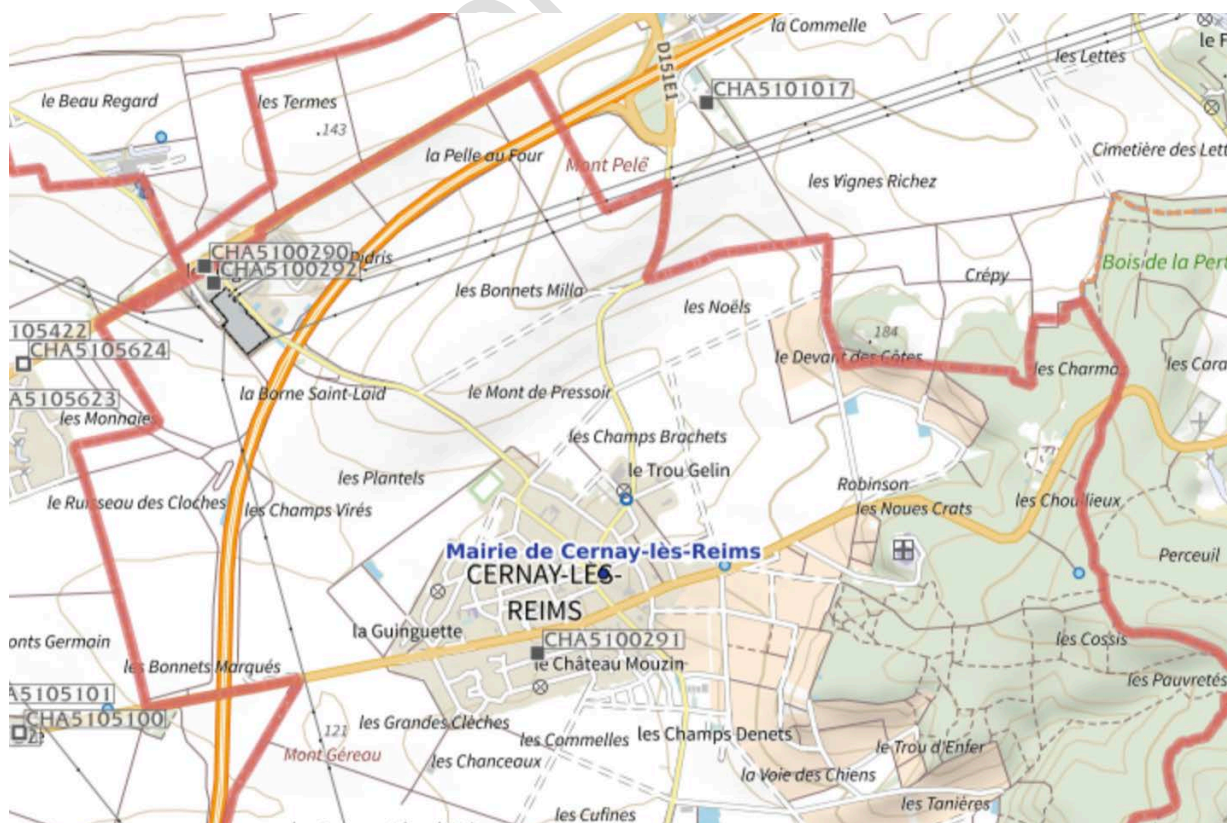 la Commelle
le F
les Lettes
D151E1
le Beau Regard
les Termes
CHA5101017
.143
la Pelle au Four
Mont Pelé
Cimetière des Lett
les Vignes Richez
CHA5100290
CHA5100292
Bois de la Pert
Crépy
les Bonnets Milla
les Noëls
105422
CHA5105624
.184
le Devant des Côtes
les Charma
les Cara
la Borne Saint-Loid
le Mont de Pressoir
A5105623
les Monnaies
les Champs Brachets
le Trou Gelin
les Plantels
Robinson
le Ruisseau des Cloches
les Champs Virés
les Noues Crats
les Chouilieux
Mairie de Cernay-lès-Reims
Perceuil
CERNAY-LÈS-
REIMS
la Guinguette
CHA5100291
onts Germain
les Cossis
les Bonnets Marqués
le Château Mouzin
les Pauvretés
A5105101
CHA5105100
121
les Grandes Clèches
les Commelles
les Champs Denets
Mont Géreau
les Chanceaux
le Trou d'Enfer
la Voie des Chiens
les Tanières
les Cufines